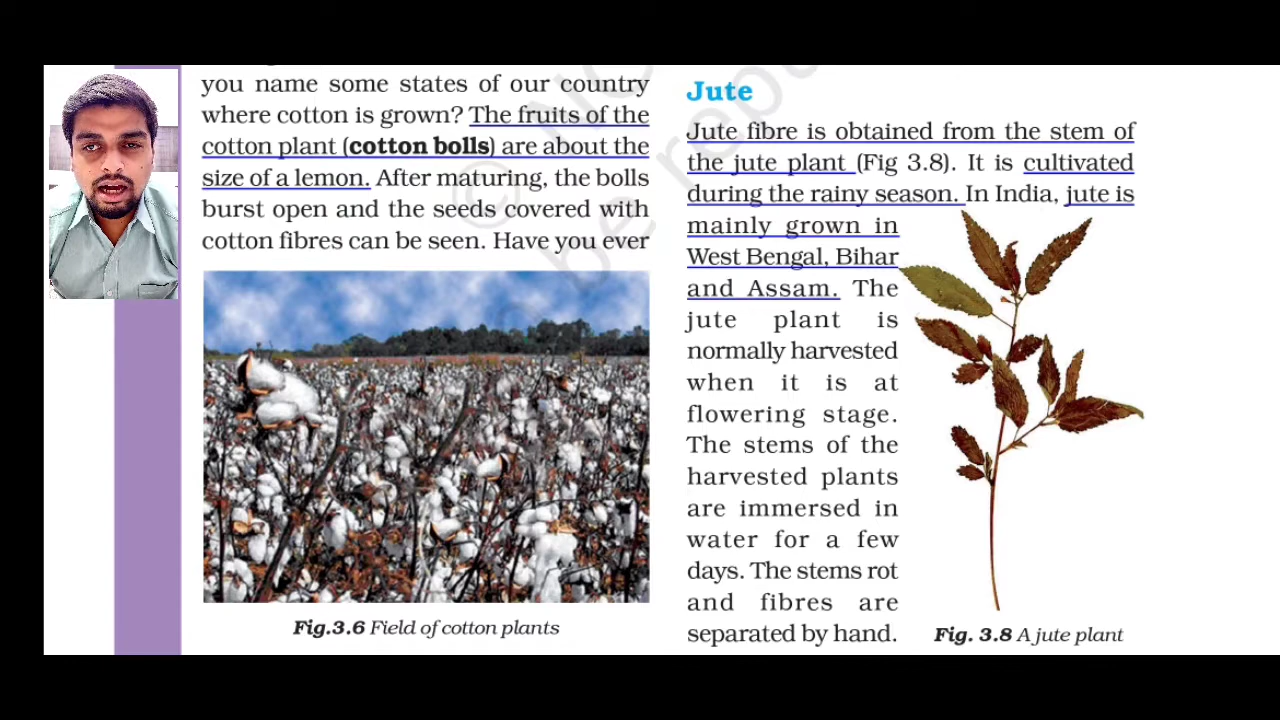 you name some states of our country
where cotton is grown? The fruits of the
cotton plant (cotton bolls) are about the
size of a lemon. After maturing, the bolls
burst open and the seeds covered with
cotton fibres can be seen. Have you ever
Fig.3.6 Field of cotton plants
Jute
Jute fibre is obtained from the stem of
the jute plant (Fig 3.8). It is cultivated
during the rainy season. In India, jute is
mainly grown in
West Bengal, Bihar
and Assam. The
jute plant is
normally harvested
when it is at
flowering stage.
The stems of the
harvested plants
are immersed in
water for a few
days. The stems rot
and fibres are
separated by hand.
Fig. 3.8 A jute plant